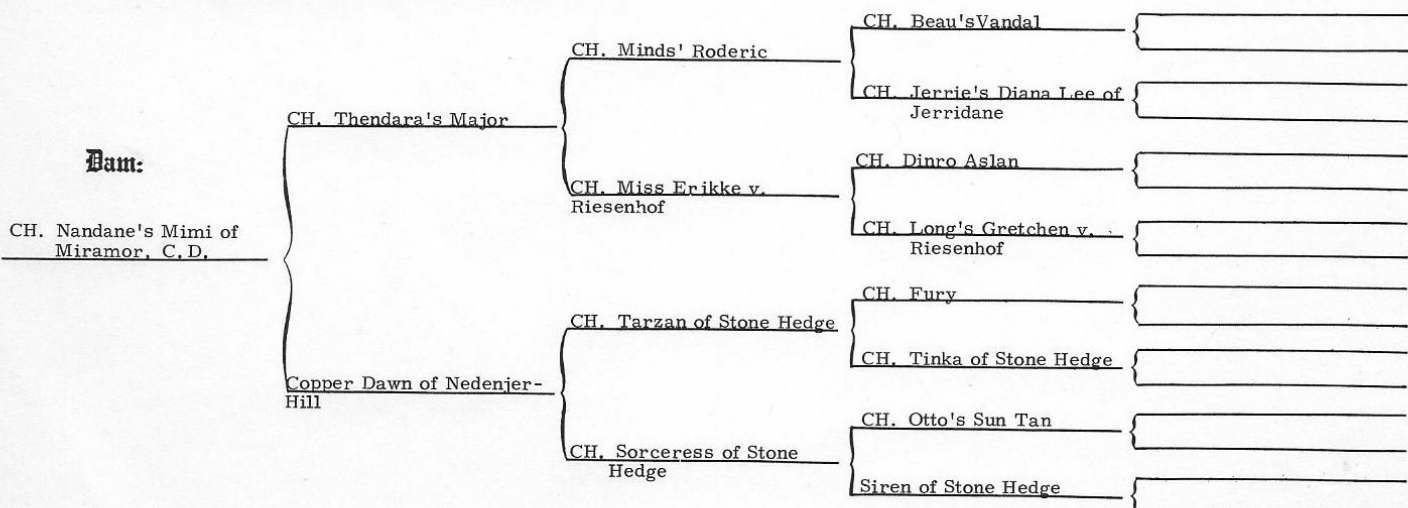 CH. Beau'sVandal
CH. Minds' Roderic
CH. Jerrie's Diana Lee of
Jerridane
CH. Thendara's Major
Dam:
CH. Dinro Aslan
CH. Miss Erikke v.
Riesenhof
CH. Nandane's Mimi of
Miramor, C.D.
CH. Long's Gretchen v.
Riesenhof
CH. Fury
CH. Tarzan of Stone Hedge
CH. Tinka of Stone Hedge
Copper Dawn of Nedenjer-
Hill
CH. Otto's Sun Tan
CH. Sorceress of Stone
Hedge
Siren of Stone Hedge